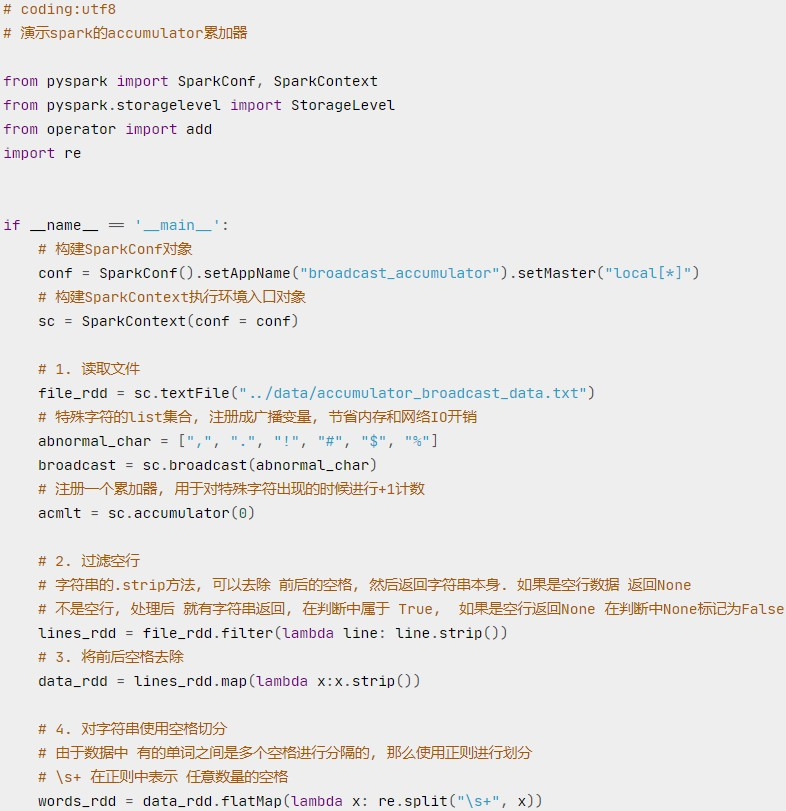 # coding:utf8
# 演示spark的accumulator累加器
from pyspark import SparkConf, SparkContext
from pyspark.storagelevel import StorageLevel
from operator import add
import re
if __name__ == '__main__':
# 构建SparkConf对象
conf = SparkConf().setAppName("broadcast_accumulator").setMaster("local[*]")
# 构建SparkContext执行环境入口对象
sc = SparkContext(conf = conf)
# 1. 读取文件
file_rdd = sc.textFile("../data/accumulator_broadcast_data.txt")
# 特殊字符的list集合, 注册成广播变量, 节省内存和网络IO开销
abnormal_char = [",", ".", "!", "#", "$", "%"]
broadcast = sc.broadcast(abnormal_char)
# 注册一个累加器, 用于对特殊字符出现的时候进行+1计数
acmlt = sc.accumulator(0)
# 2. 过滤空行
# 字符串的.strip方法, 可以去除 前后的空格, 然后返回字符串本身. 如果是空行数据 返回None
# 不是空行, 处理后 就有字符串返回, 在判断中属于 True,  如果是空行返回None 在判断中None标记为False
lines_rdd = file_rdd.filter(lambda line: line.strip())
# 3. 将前后空格去除
data_rdd = lines_rdd.map(lambda x:x.strip())
# 4. 对字符串使用空格切分
# 由于数据中 有的单词之间是多个空格进行分隔的, 那么使用正则进行划分
# \s+ 在正则中表示 任意数量的空格
words_rdd = data_rdd.flatMap(lambda x: re.split("\s+", x))